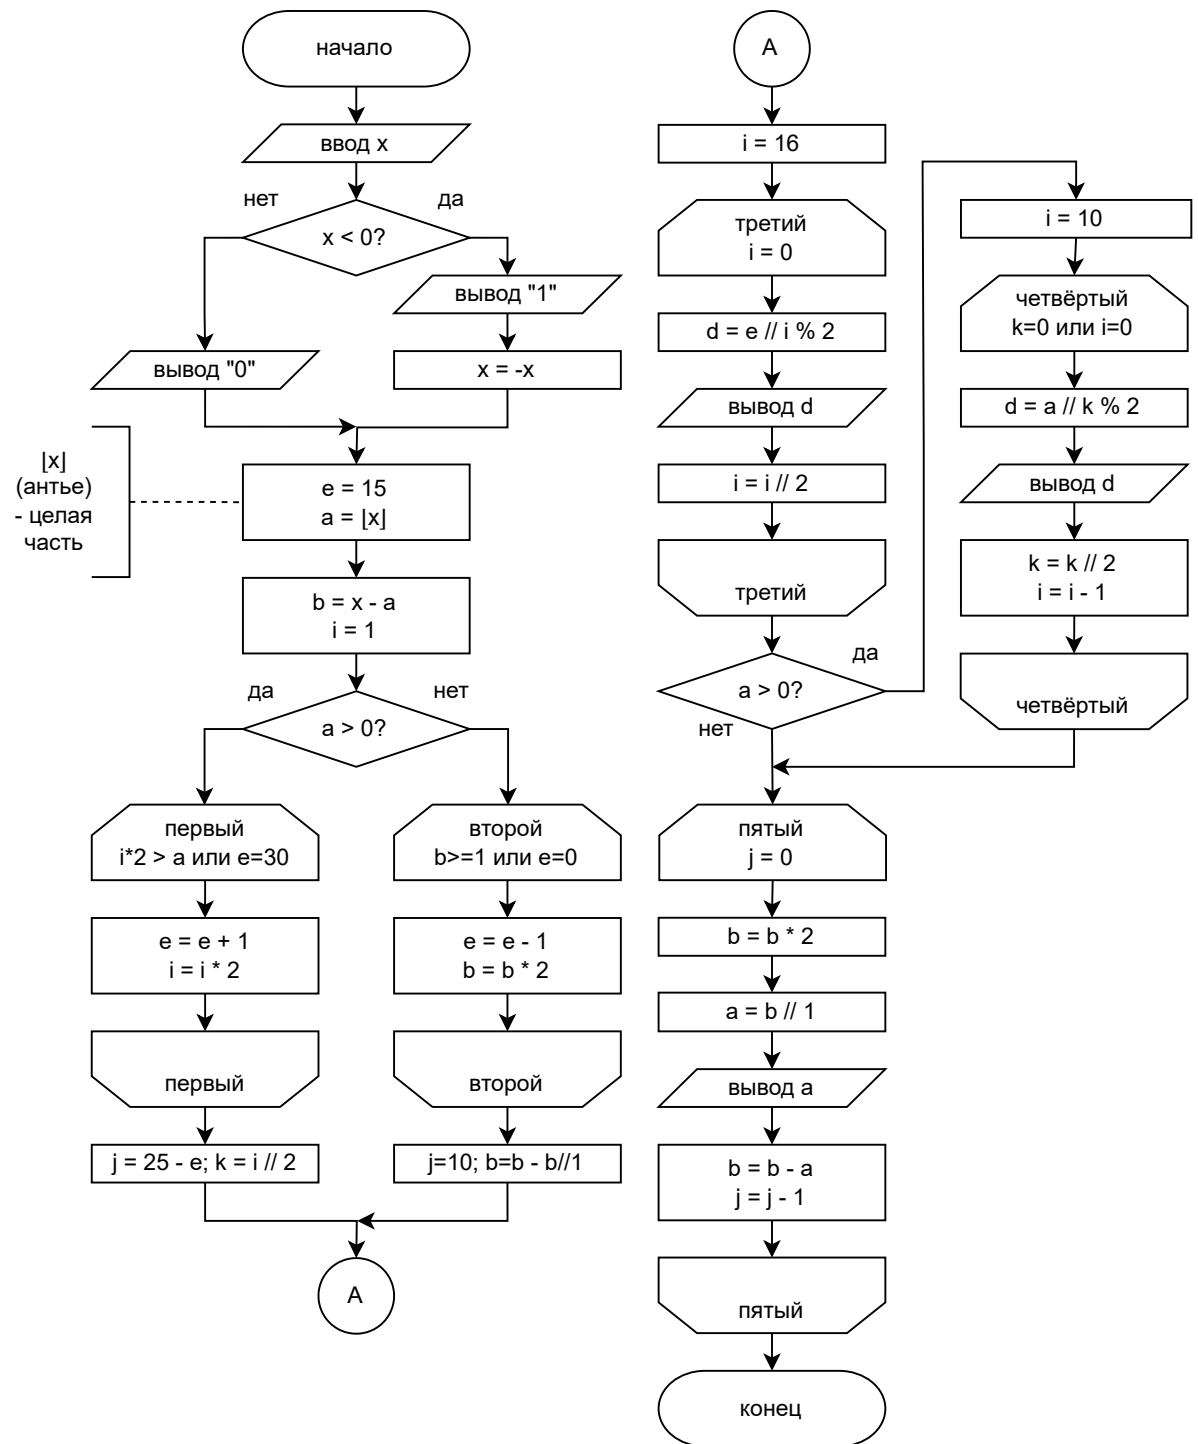 начало
ввод x
нет
да
x < 0?
вывод "1"
вывод "0"
x = -x
⌊x⌋
(антье)
- целая
часть
e = 15
a = ⌊x⌋
b = x - a
i = 1
да
нет
a > 0?
первый
i*2 > a или e=30
второй
b>=1 или e=0
e = e + 1
i = i * 2
e = e - 1
b = b * 2
первый
второй
j = 25 - e; k = i // 2
j=10; b=b - b//1
A
A
i = 16
третий
i = 0
d = e // i % 2
вывод d
i = i // 2
третий
да
a > 0?
нет
i = 10
четвёртый
k=0 или i=0
d = a // k % 2
вывод d
k = k // 2
i = i - 1
четвёртый
пятый
j = 0
b = b * 2
a = b // 1
вывод a
b = b - a
j = j - 1
пятый
конец